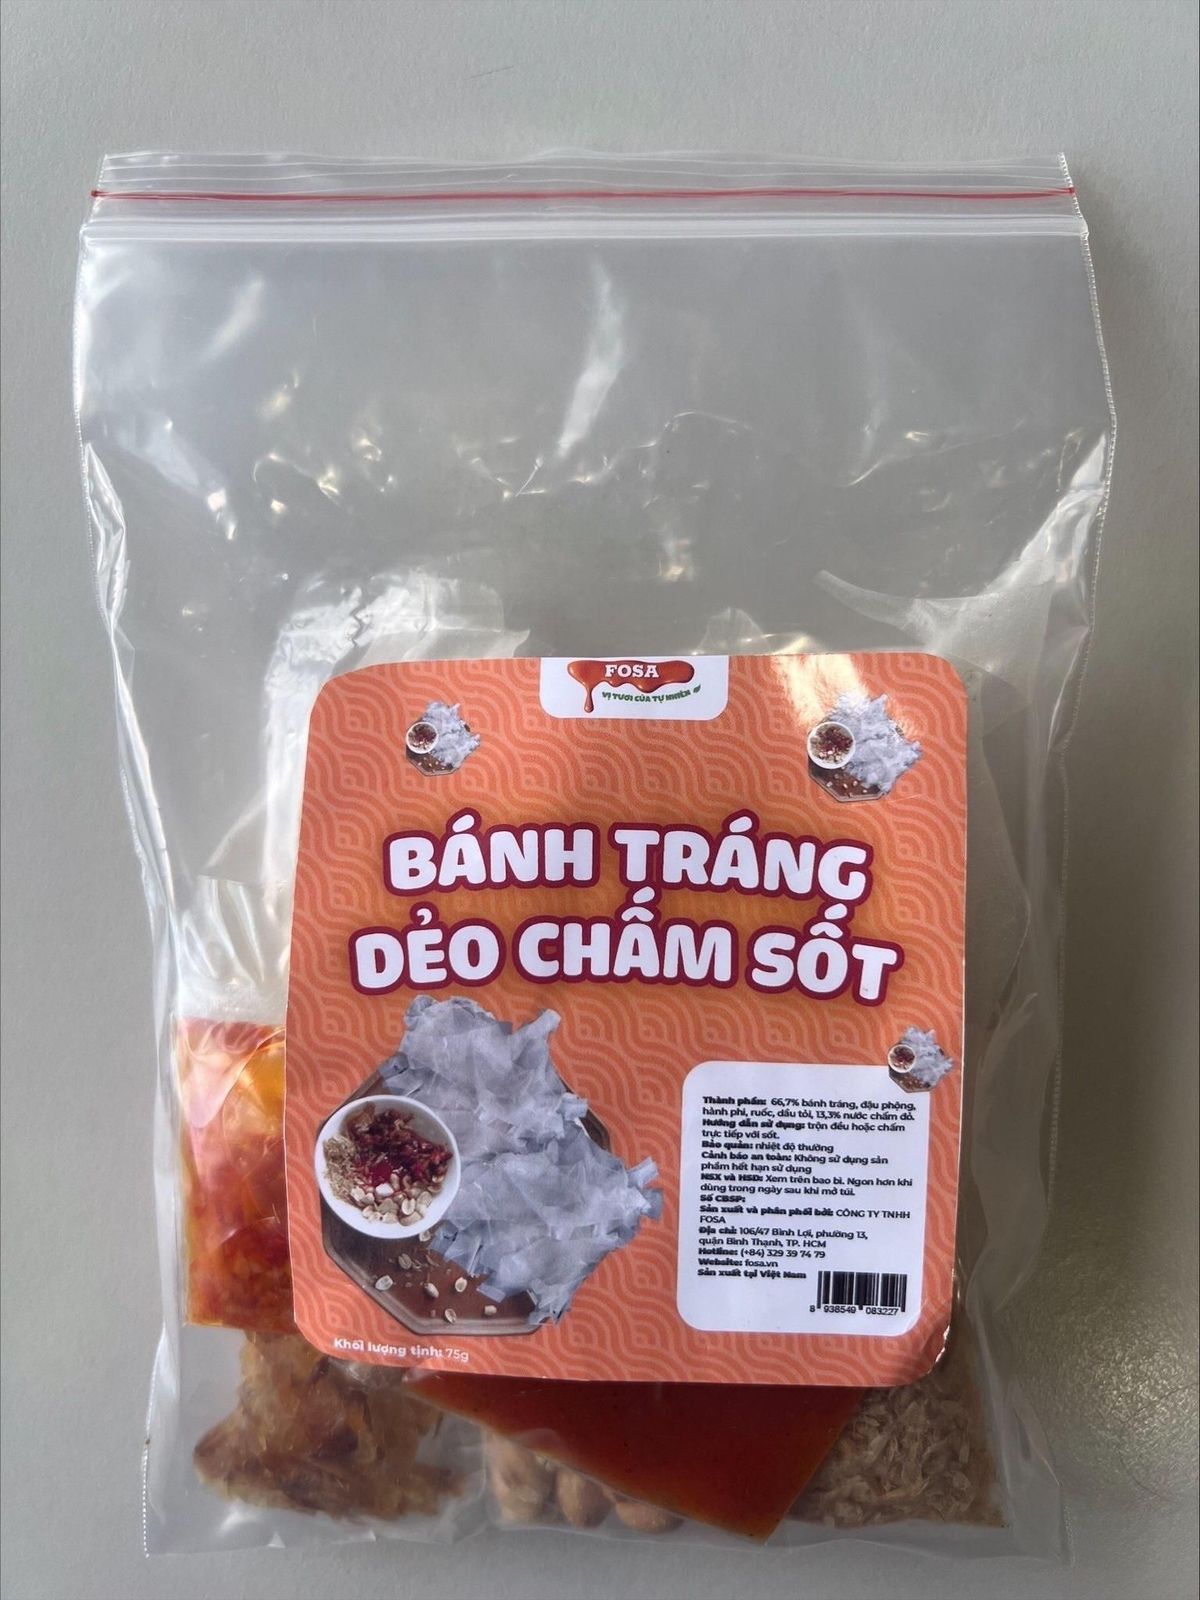 FOSA
VỊ TƯƠI CỦA TỰ NHIÊN
BÁNH TRÁNG
DẺO CHẤM SỐT
Thành phần: 66,7% bánh tráng, đậu phộng,
hành phi, ruốc, dầu tỏi, 13,3% nước chấm đỏ.
Hướng dẫn sử dụng: trộn đều hoặc chấm
trực tiếp với sốt.
Bảo quản: nhiệt độ thường
Cảnh báo an toàn: Không sử dụng sản
phẩm hết hạn sử dụng
NSX và HSD: Xem trên bao bì. Ngon hơn khi
dùng trong ngày sau khi mở túi.
Số CBSP:
Sản xuất và phân phối bởi: CÔNG TY TNHH
FOSA
Địa chỉ: 106/47 Bình Lợi, phường 13,
quận Bình Thạnh, TP. HCM
Hotline: (+84) 329 39 74 79
Website: fosa.vn
Sản xuất tại Việt Nam
8 938549 083227
Khối lượng tịnh: 75g